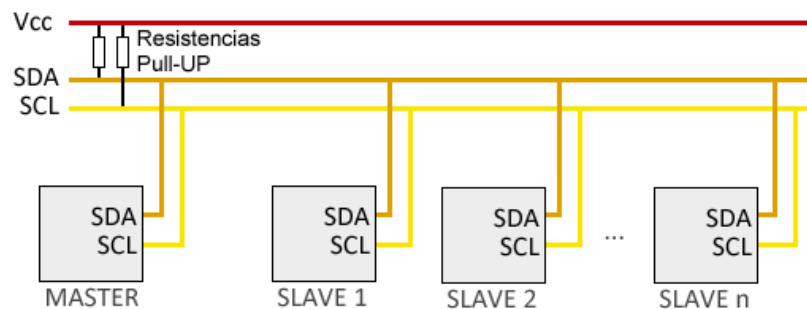 Vcc
Resistencias
Pull-UP
SDA
SCL
SDA
SCL
MASTER
SDA
SCL
SLAVE 1
SDA
SCL
SLAVE 2
...
SDA
SCL
SLAVE n